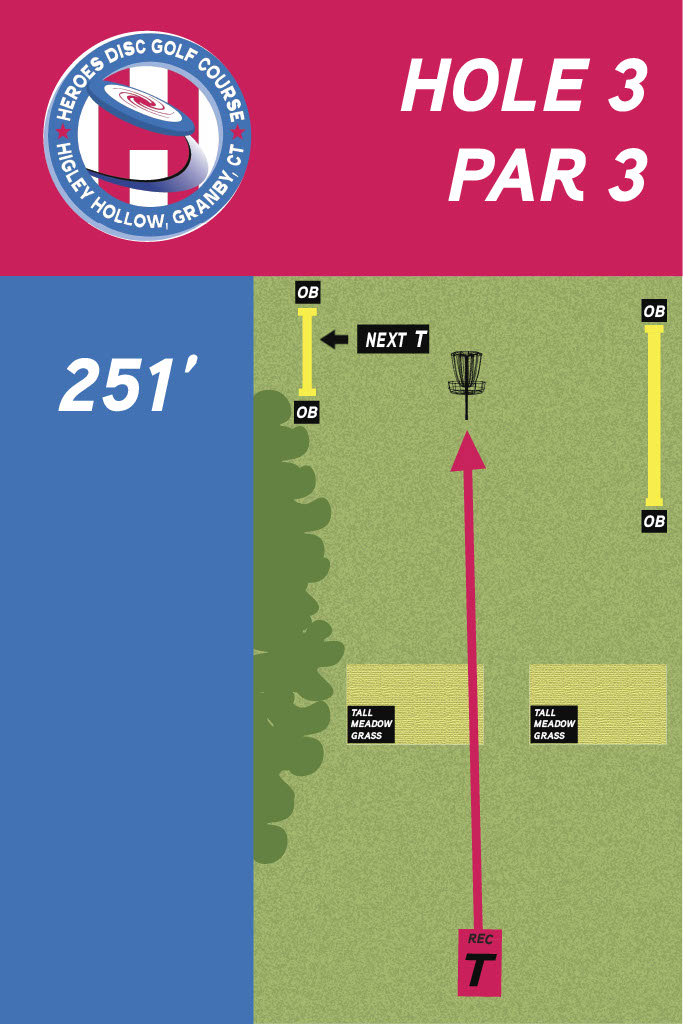 HEROES DISC GOLF COURSE
HIGLEY HOLLOW, GRANBY, CT
HOLE 3
PAR 3
251’
OB
NEXT T
OB
OB
OB
TALL
MEADOW
GRASS
TALL
MEADOW
GRASS
REC
T